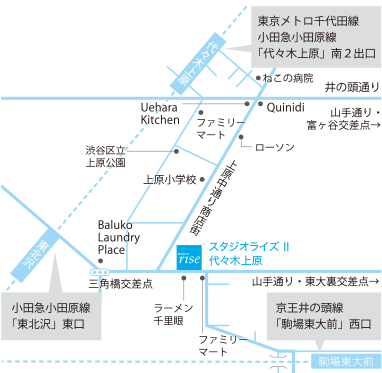 東京メトロ千代田線
小田急小田原線
「代々木上原」南２出口
代々木上原
ねこの病院
井の頭通り
Uehara
Kitchen
Quinidi
ファミリー
マート
山手通り・
富ヶ谷交差点→
ローソン
渋谷区立
上原公園
上原小学校
上原中通り商店街
Baluko
Laundry
Place
東北沢
rise
スタジオライズ II
代々木上原
三角橋交差点
山手通り・東大裏交差点→
小田急小田原線
「東北沢」東口
ラーメン
千里眼
ファミリー
マート
京王井の頭線
「駒場東大前」西口
駒場東大前